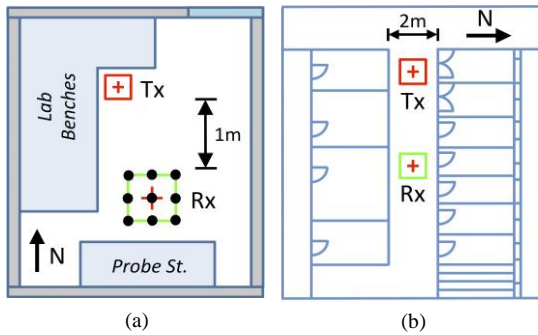 (a)
Lab
Benches
Tx
1m
Rx
N
Probe St.
(b)
2m
N
Tx
Rx